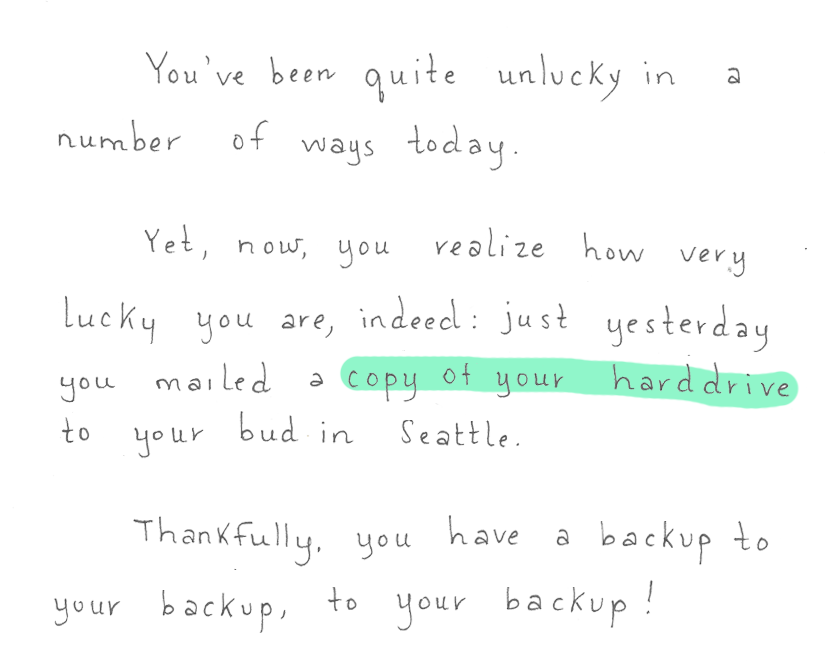 You've been quite unlucky in a
number of ways today.
Yet, now, you realize how very
lucky you are, indeed: just yesterday
you mailed a copy of your harddrive
to your bud in Seattle.
Thankfully, you have a backup to
your backup, to your backup!